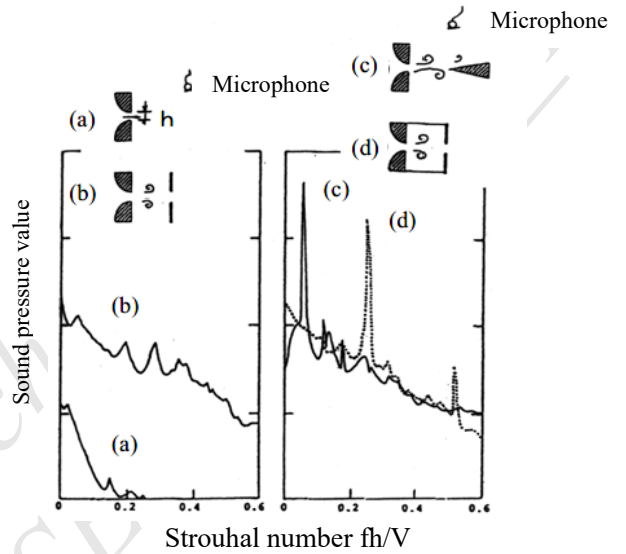 Microphone
(c)
Microphone
(a)
h
(d)
(b)
(c)
(d)
(b)
(a)
Sound pressure value
0 0.2 0.4 0.6 0 0.2 0.4 0.6
Strouhal number fh/V